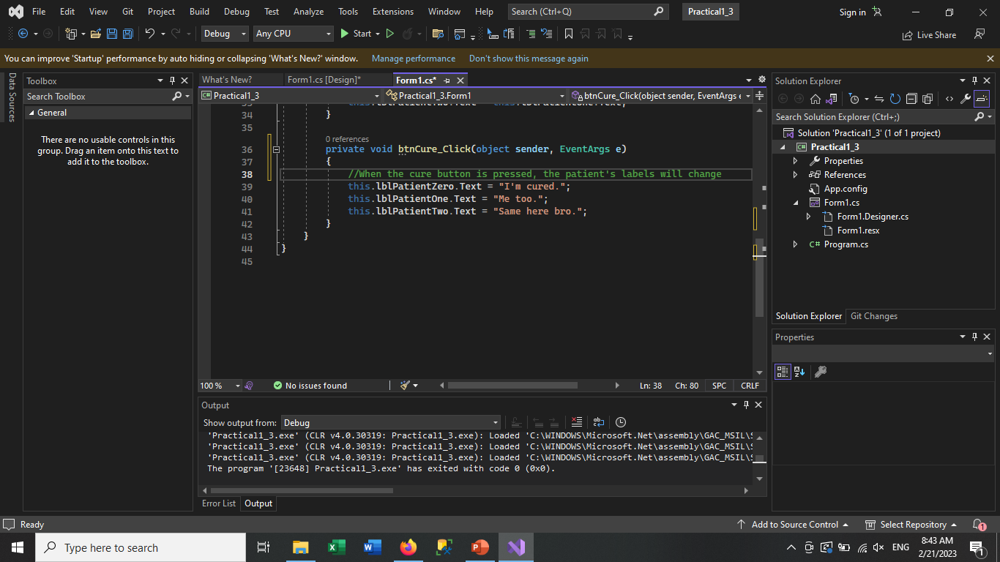 File Edit View Git Project Build Debug Test Analyze Tools Extensions Window Help Search (Ctrl+Q) Practical1_3 Sign in
Debug Any CPU Start Live Share
You can improve 'Startup' performance by auto hiding or collapsing 'What's New?' window. Manage performance Don't show this message again
Data Sources
Toolbox
Search Toolbox
General
There are no usable controls in this
group. Drag an item onto this text to
add it to the toolbox.
What's New? Form1.cs [Design]* Form1.cs*
Practical1_3 Practical1_3.Form1 btnCure_Click(object sender, EventArgs e
34 }
35
0 references
36 private void btnCure_Click(object sender, EventArgs e)
37 {
38 //When the cure button is pressed, the patient's labels will change
39 this.lblPatientZero.Text = "I'm cured.";
40 this.lblPatientOne.Text = "Me too.";
41 this.lblPatientTwo.Text = "Same here bro.";
42 }
43 }
44 }
45
100 % No issues found Ln: 38 Ch: 80 SPC CRLF
Output
Show output from: Debug
'Practical1_3.exe' (CLR v4.0.30319: Practical1_3.exe): Loaded 'C:\WINDOWS\Microsoft.Net\assembly\GAC_MSIL\S
'Practical1_3.exe' (CLR v4.0.30319: Practical1_3.exe): Loaded 'C:\WINDOWS\Microsoft.Net\assembly\GAC_MSIL\S
'Practical1_3.exe' (CLR v4.0.30319: Practical1_3.exe): Loaded 'C:\WINDOWS\Microsoft.Net\assembly\GAC_MSIL\S
The program '[23648] Practical1_3.exe' has exited with code 0 (0x0).
Error List Output
Solution Explorer
Search Solution Explorer (Ctrl+;)
Solution 'Practical1_3' (1 of 1 project)
C# Practical1_3
Properties
References
App.config
Form1.cs
Form1.Designer.cs
Form1.resx
C# Program.cs
Solution Explorer Git Changes
Properties
Ready Add to Source Control Select Repository 1
Type here to search ENG 8:43 AM
2/21/2023 1